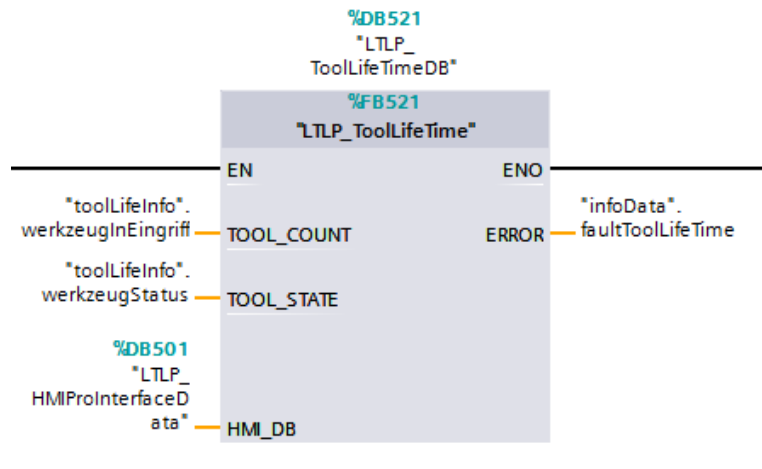 %DB521
"LTLP_
ToolLifeTimeDB"
%FB521
"LTLP_ToolLifeTime"
EN
ENO
"toolLifeInfo".
werkzeugInEingriff
TOOL_COUNT
ERROR
"infoData".
faultToolLifeTime
"toolLifeInfo".
werkzeugStatus
TOOL_STATE
%DB501
"LTLP_
HMIProInterfaceD
ata"
HMI_DB